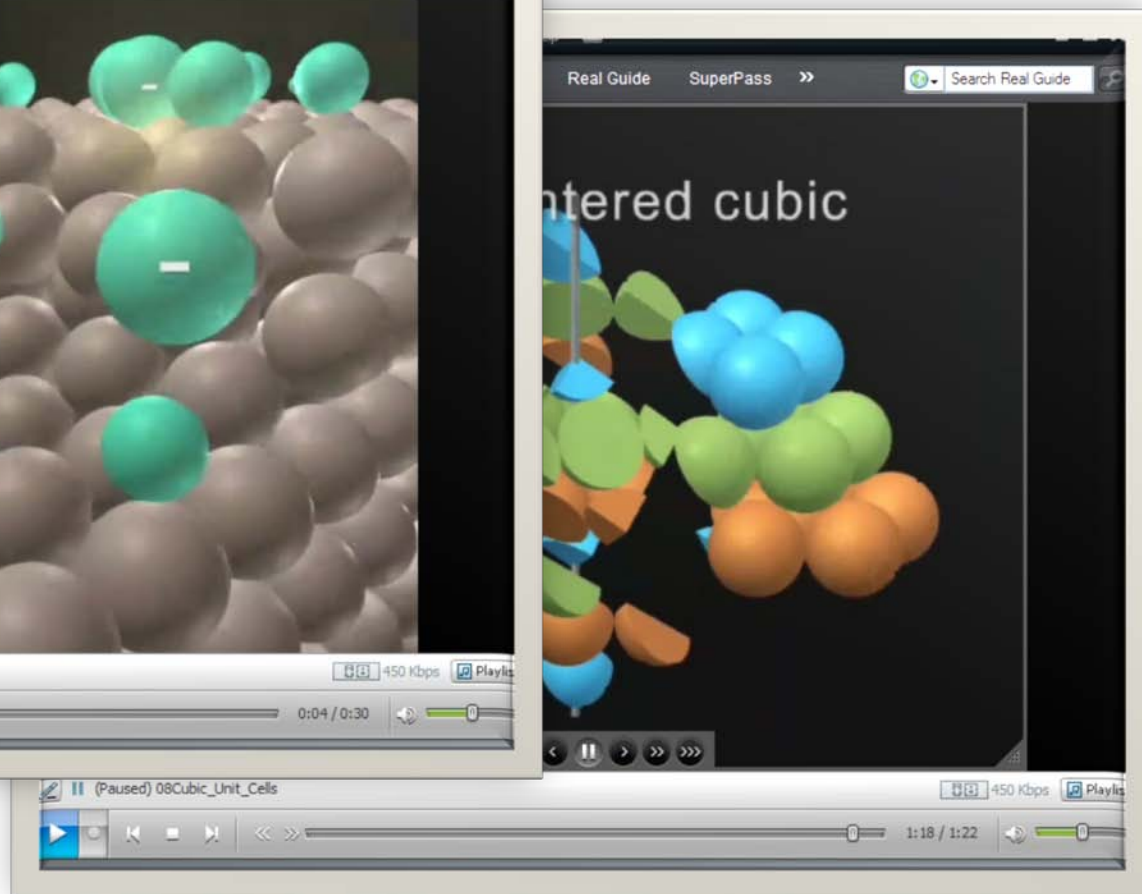 Real Guide SuperPass »
Search Real Guide
ntered cubic
450 Kbps Playlis
0:04 / 0:30
(Paused) 08Cubic_Unit_Cells
450 Kbps Playlis
1:18 / 1:22